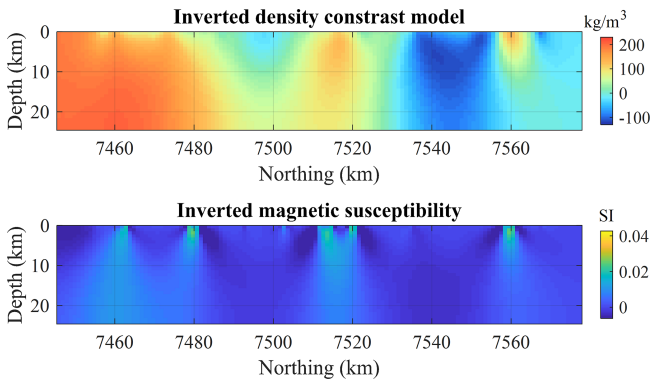 Inverted density constrast model
kg/m³
0
10
20
Depth (km)
200
100
0
-100
7460 7480 7500 7520 7540 7560
Northing (km)
Inverted magnetic susceptibility
SI
0
10
20
Depth (km)
0.04
0.02
0
7460 7480 7500 7520 7540 7560
Northing (km)